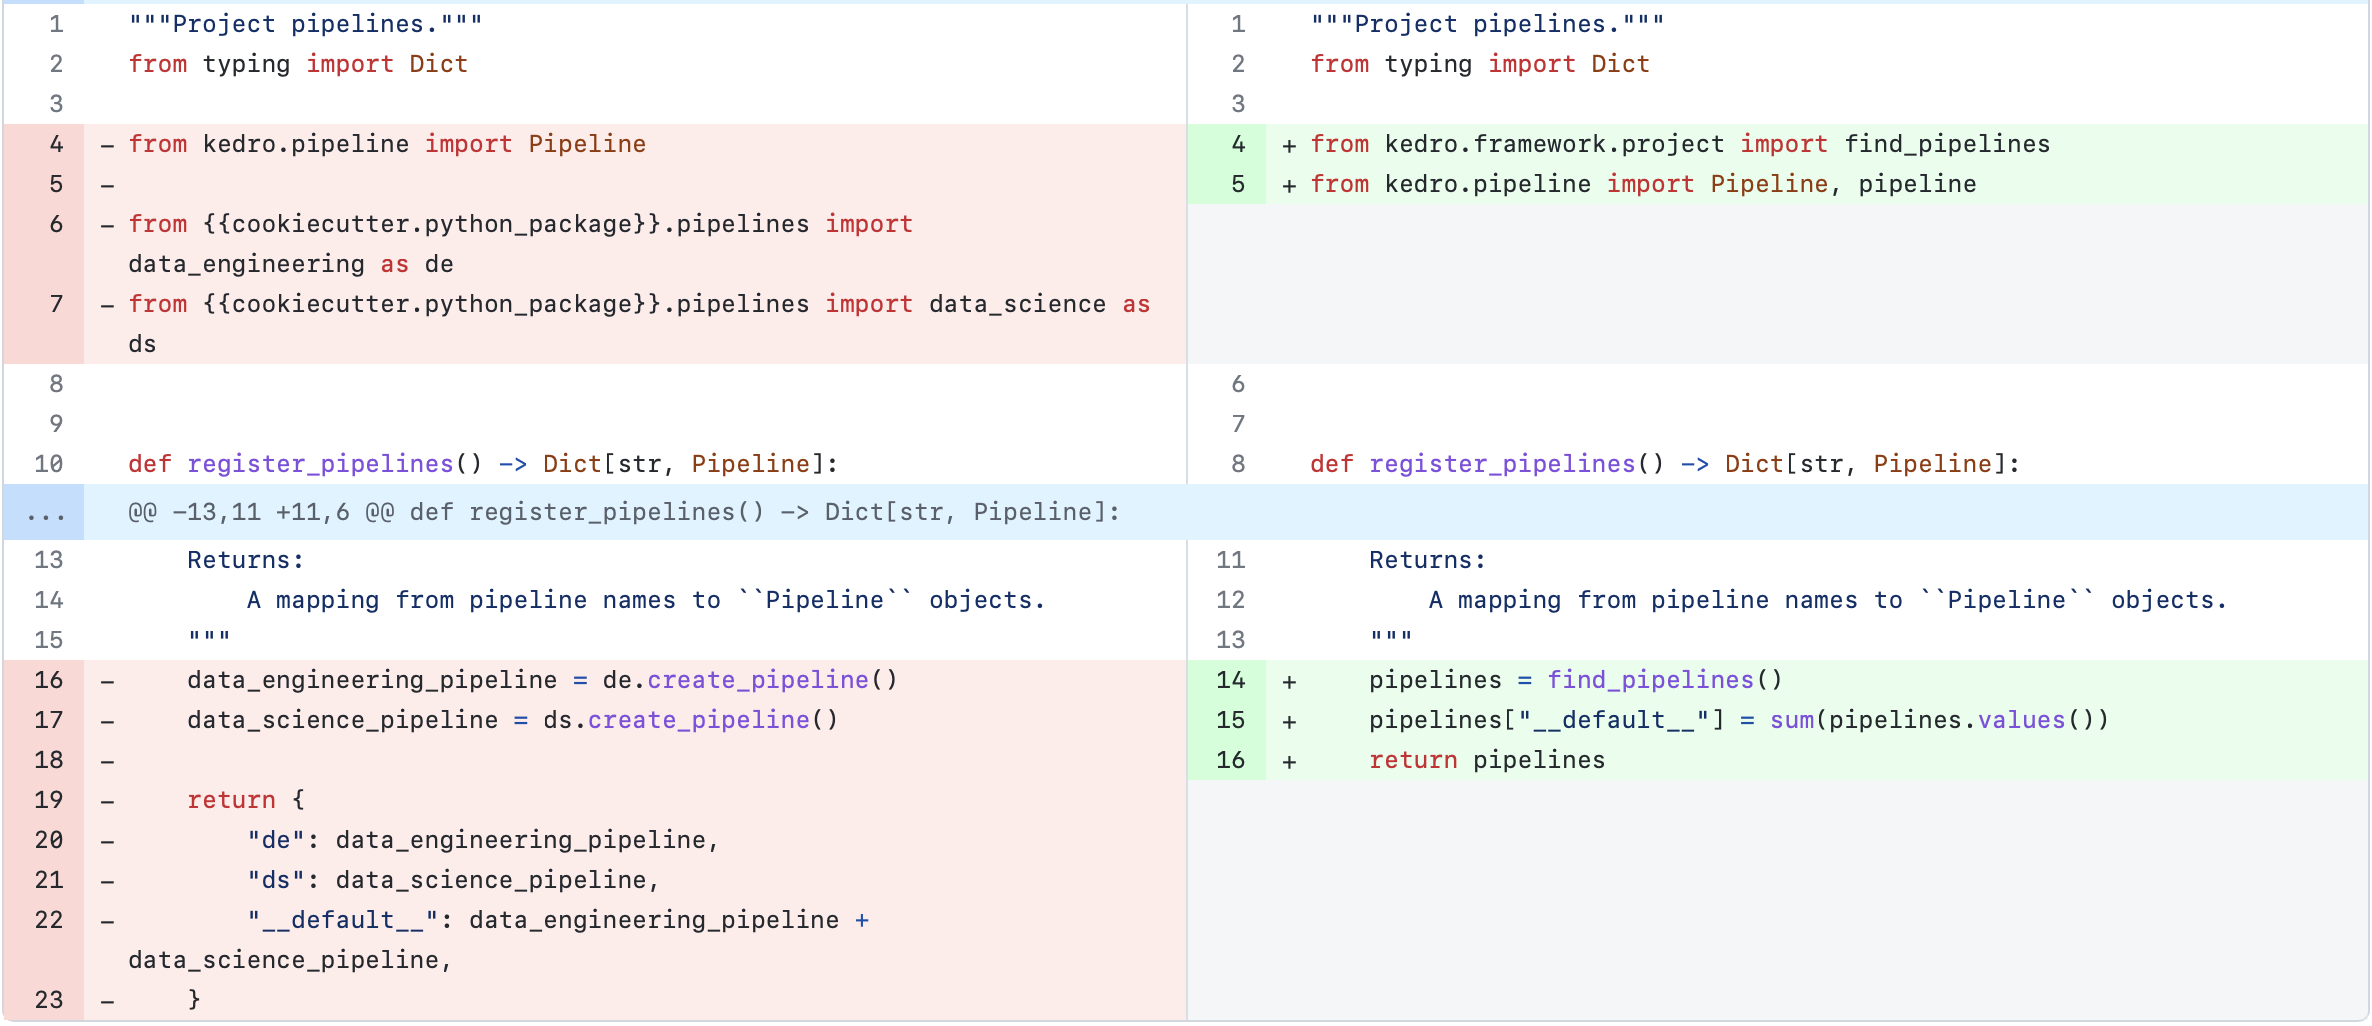 1 """Project pipelines."""
2 from typing import Dict
3
4 – from kedro.pipeline import Pipeline
5 –
6 – from {{cookiecutter.python_package}}.pipelines import
data_engineering as de
7 – from {{cookiecutter.python_package}}.pipelines import data_science as
ds
8
9
10 def register_pipelines() –> Dict[str, Pipeline]:
... @@ –13,11 +11,6 @@ def register_pipelines() –> Dict[str, Pipeline]:
13     Returns:
14         A mapping from pipeline names to ``Pipeline`` objects.
15     """
16 –     data_engineering_pipeline = de.create_pipeline()
17 –     data_science_pipeline = ds.create_pipeline()
18 –
19 –     return {
20 –         "de": data_engineering_pipeline,
21 –         "ds": data_science_pipeline,
22 –         "__default__": data_engineering_pipeline +
data_science_pipeline,
23 –     }
1 """Project pipelines."""
2 from typing import Dict
3
4 + from kedro.framework.project import find_pipelines
5 + from kedro.pipeline import Pipeline, pipeline
6
7
8 def register_pipelines() –> Dict[str, Pipeline]:
11     Returns:
12         A mapping from pipeline names to ``Pipeline`` objects.
13     """
14 +     pipelines = find_pipelines()
15 +     pipelines["__default__"] = sum(pipelines.values())
16 +     return pipelines